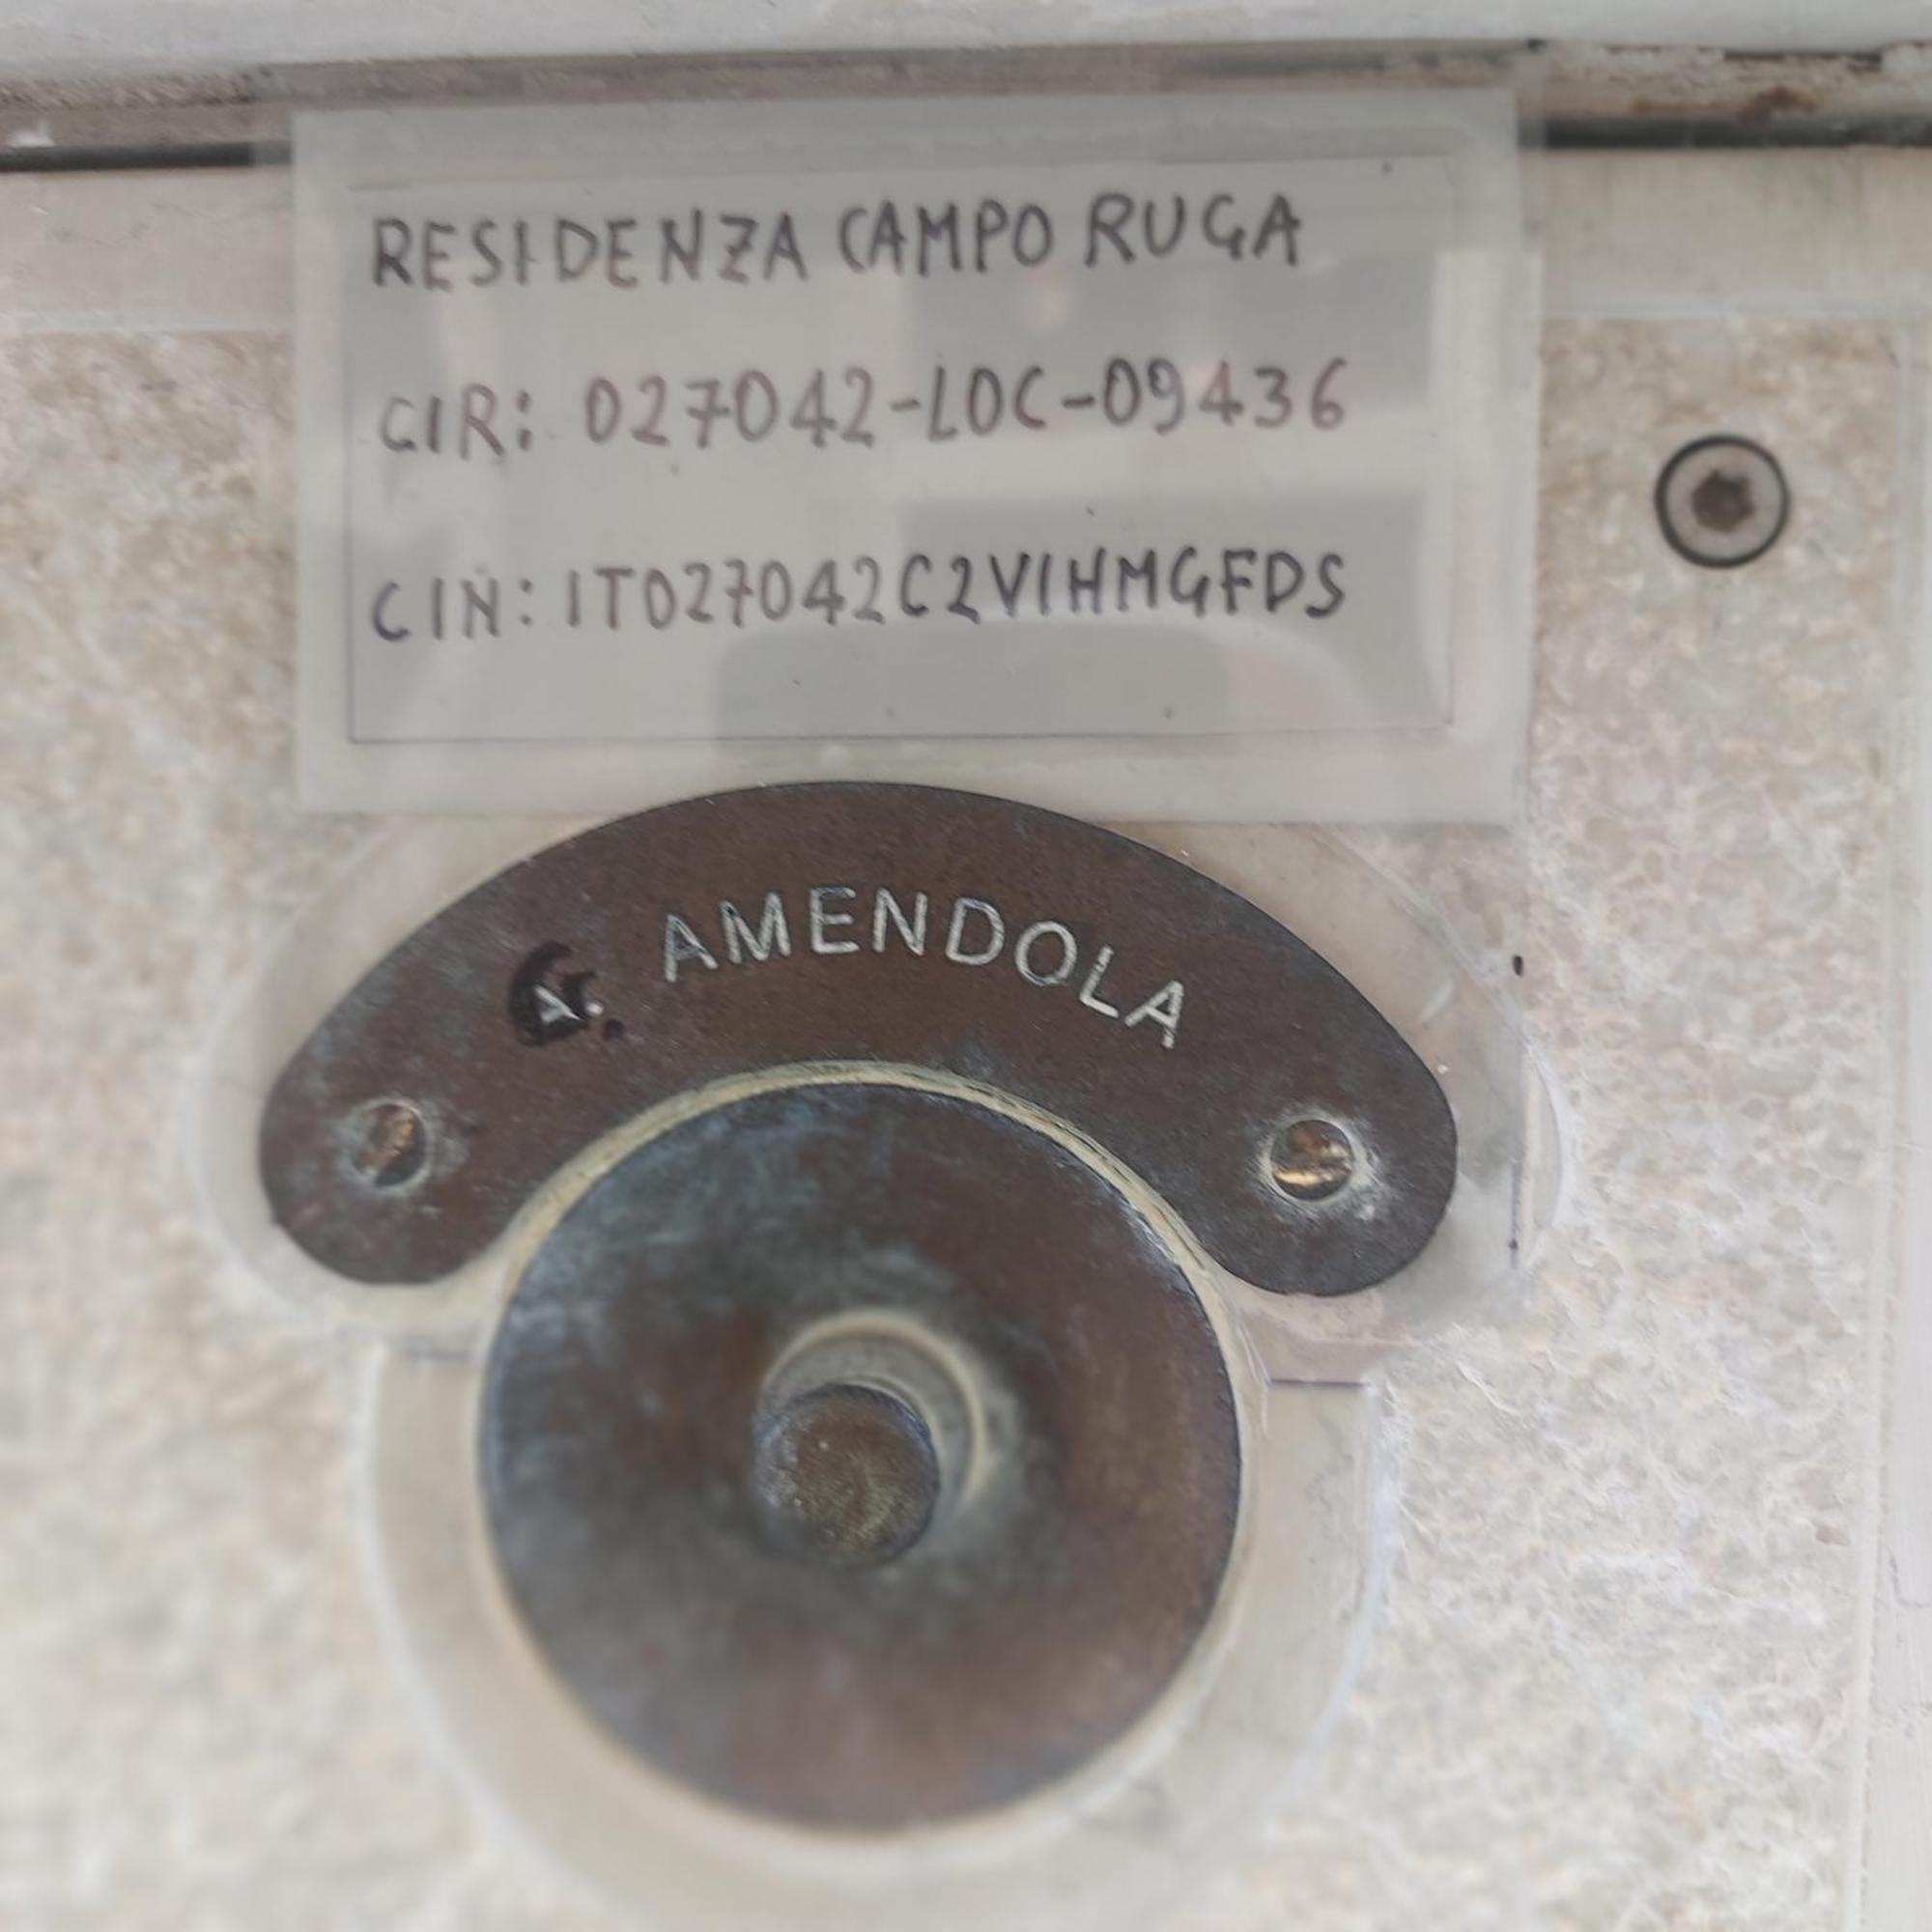 RESIDENZA CAMPO RUGA
CIR: 027042-LOC-09436
CIN: IT027042C2VIHMGFDS
G. AMENDOLA